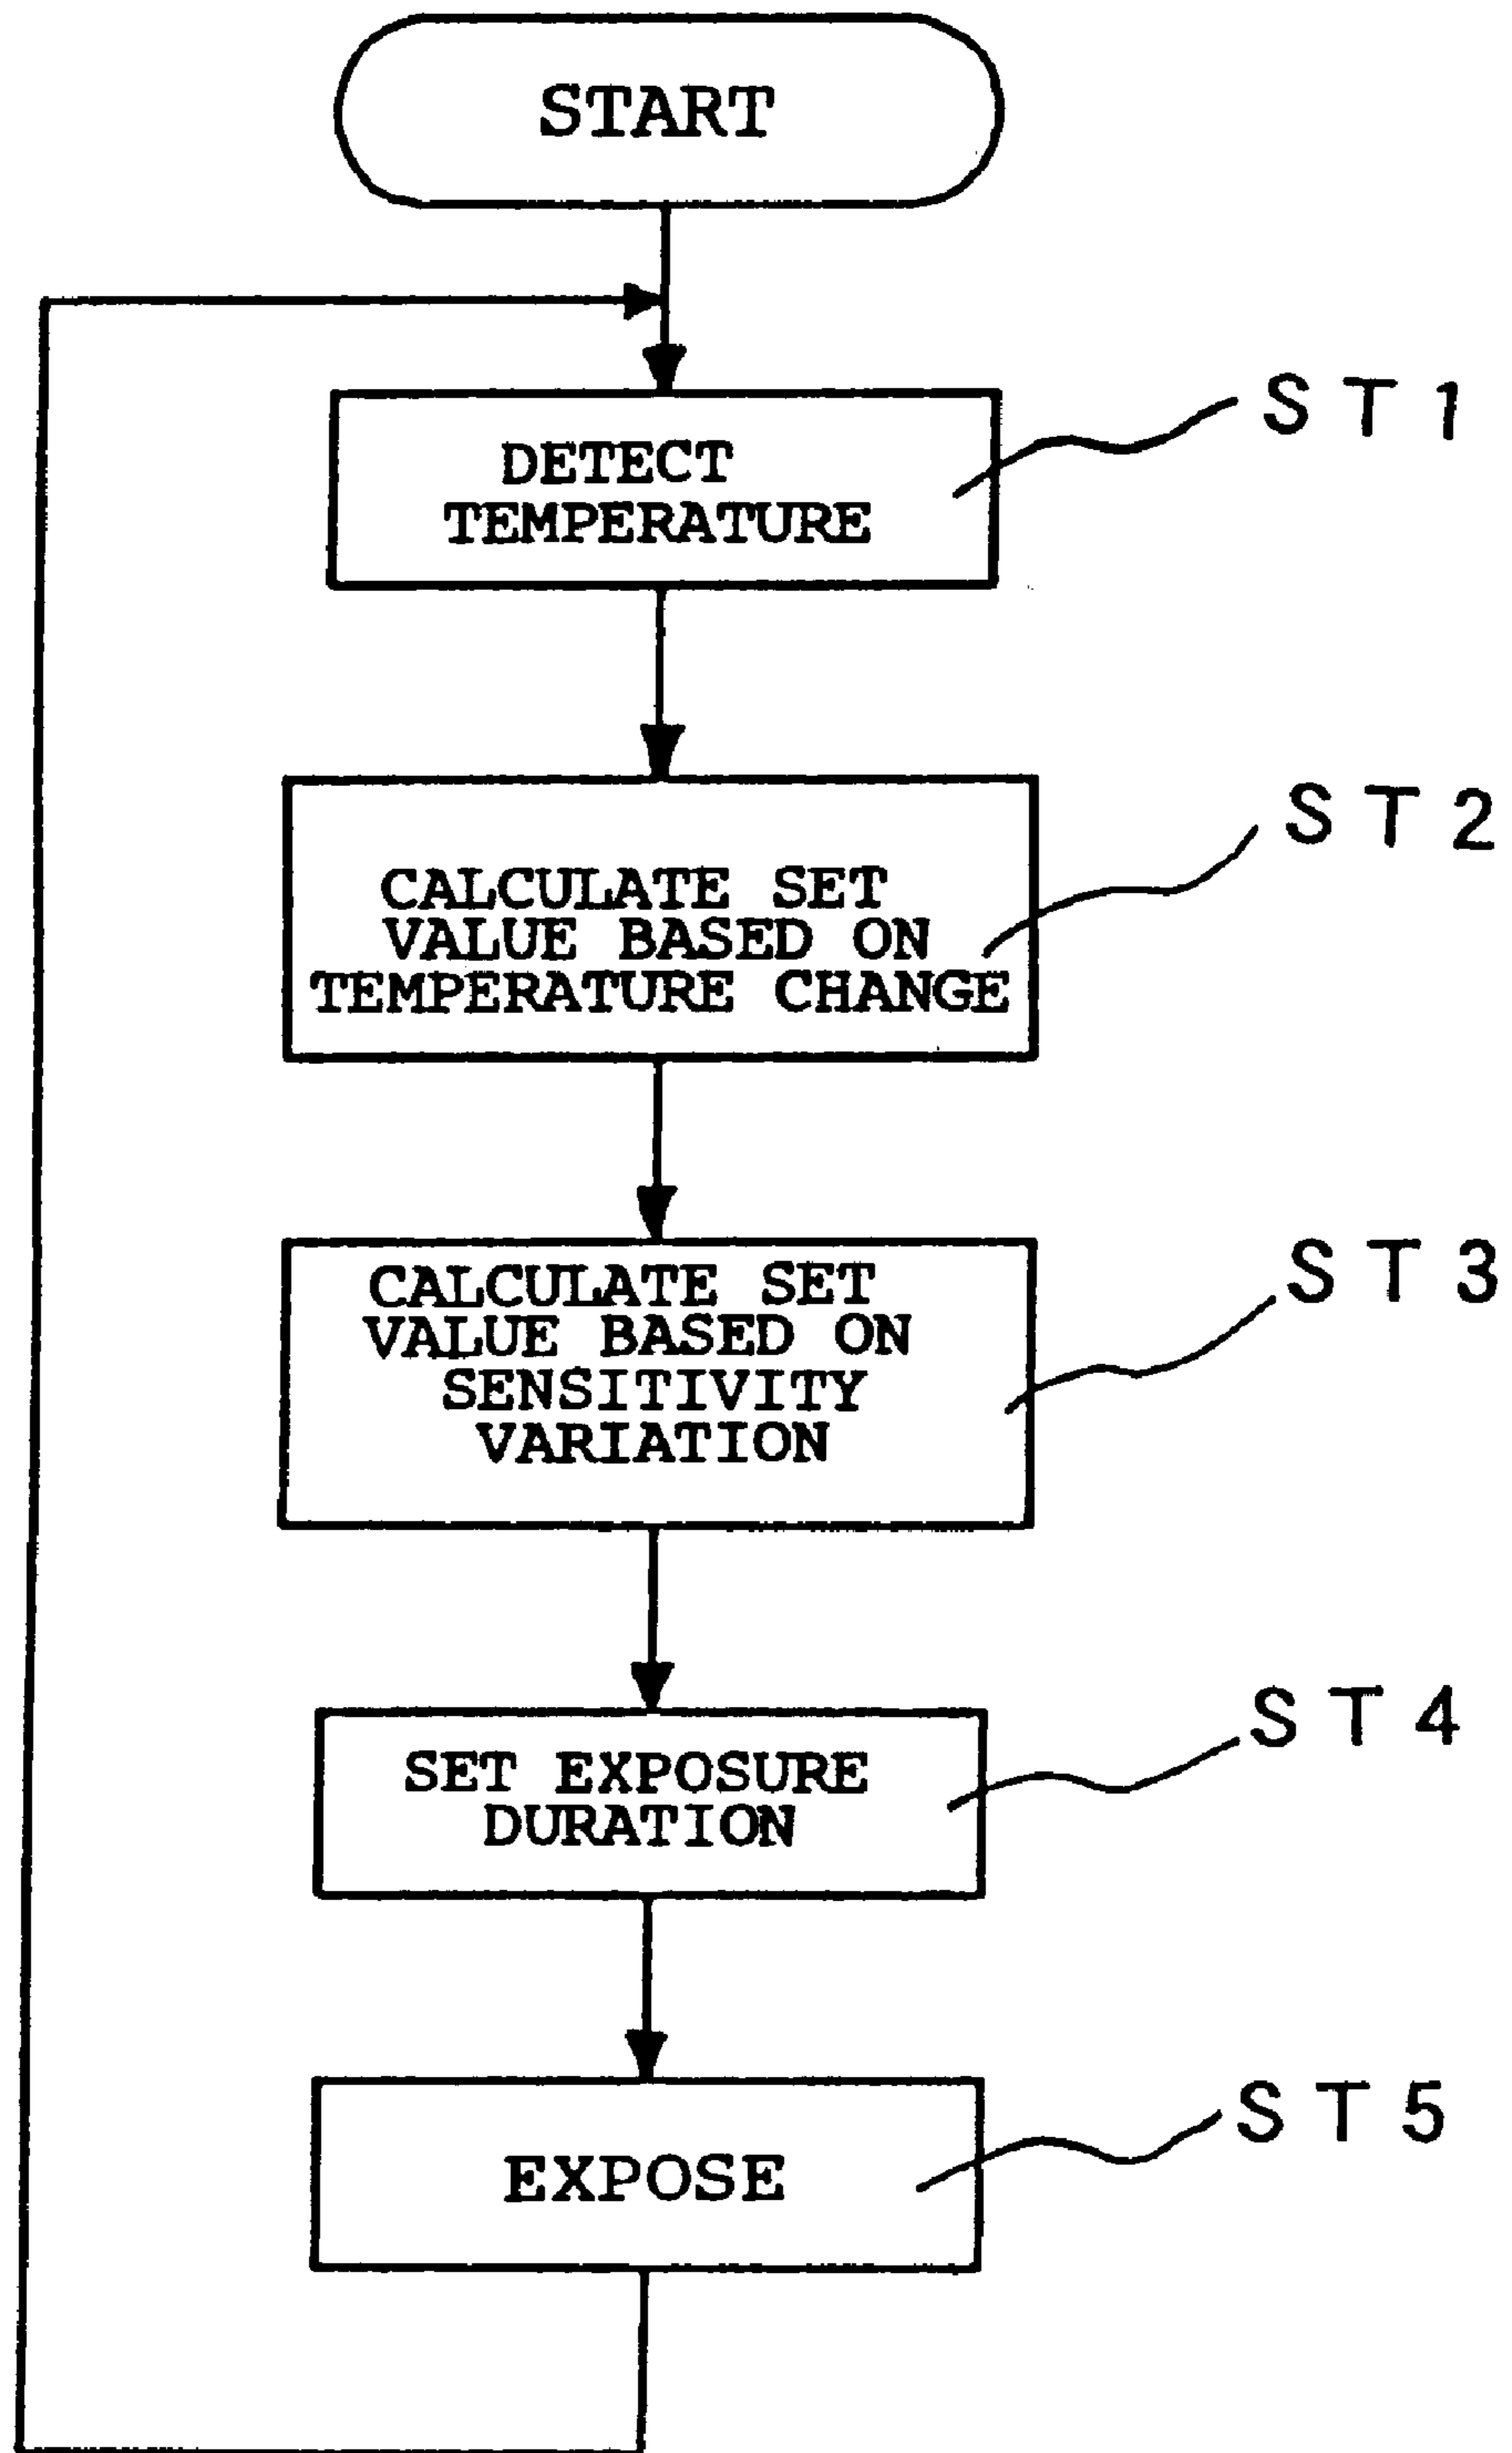 START
ST1
DETECT
TEMPERATURE
ST2
CALCULATE SET
VALUE BASED ON
TEMPERATURE CHANGE
ST3
CALCULATE SET
VALUE BASED ON
SENSITIVITY
VARIATION
ST4
SET EXPOSURE
DURATION
ST5
EXPOSE